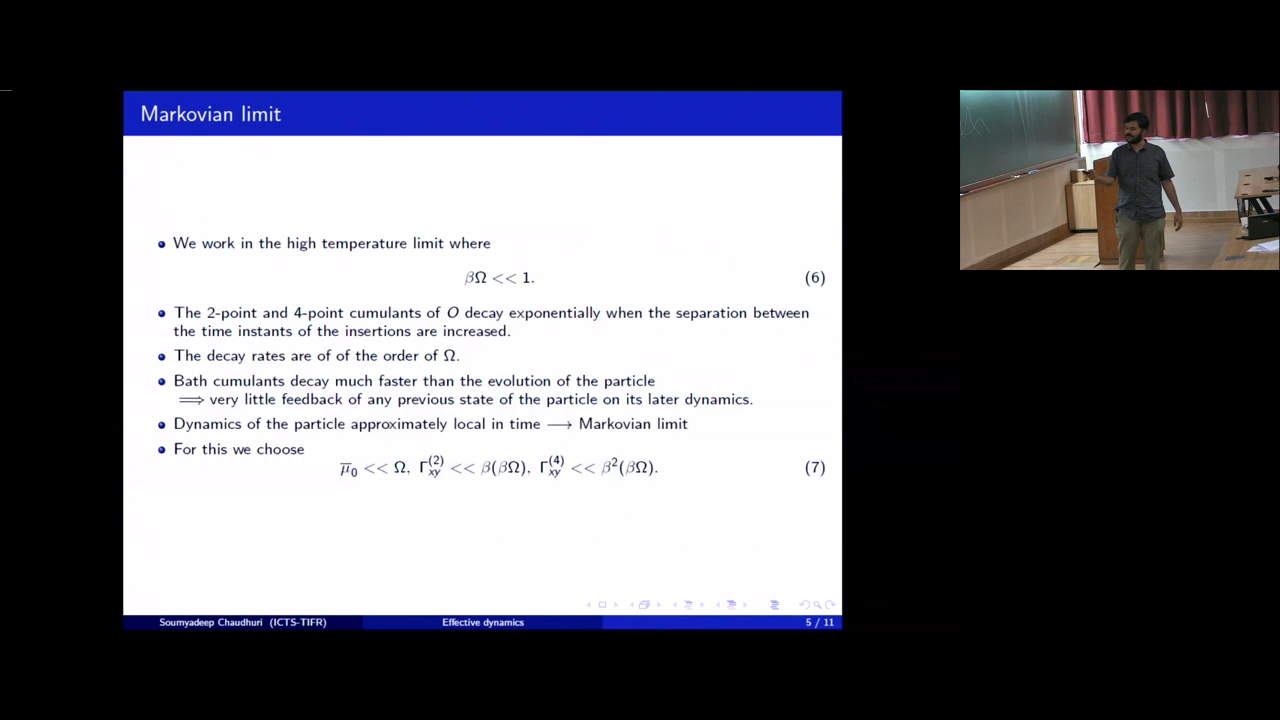 Markovian limit
We work in the high temperature limit where
βΩ << 1. (6)
The 2-point and 4-point cumulants of O decay exponentially when the separation between
the time instants of the insertions are increased.
The decay rates are of of the order of Ω.
Bath cumulants decay much faster than the evolution of the particle
⟹ very little feedback of any previous state of the particle on its later dynamics.
Dynamics of the particle approximately local in time ⟶ Markovian limit
For this we choose
μ̅₀ << Ω, Γ_{xy}^{(2)} << β(βΩ), Γ_{xy}^{(4)} << β²(βΩ). (7)
Soumyadeep Chaudhuri (ICTS-TIFR) Effective dynamics 5 / 11